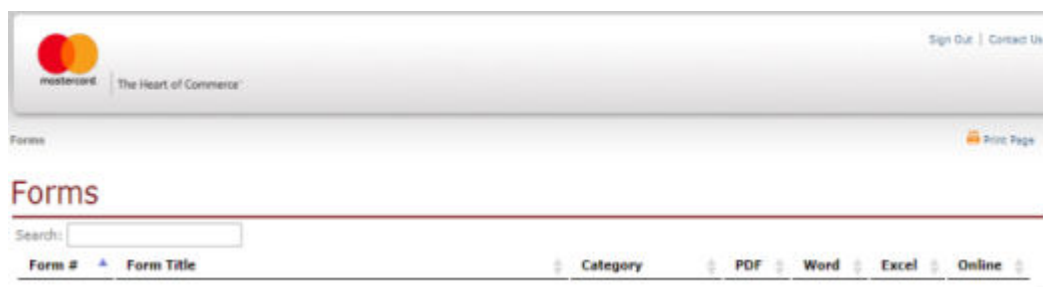 Sign Out | Contact Us
mastercard.
The Heart of Commerce™
Forms
Print Page
Forms
Search:
Form # Form Title Category PDF Word Excel Online